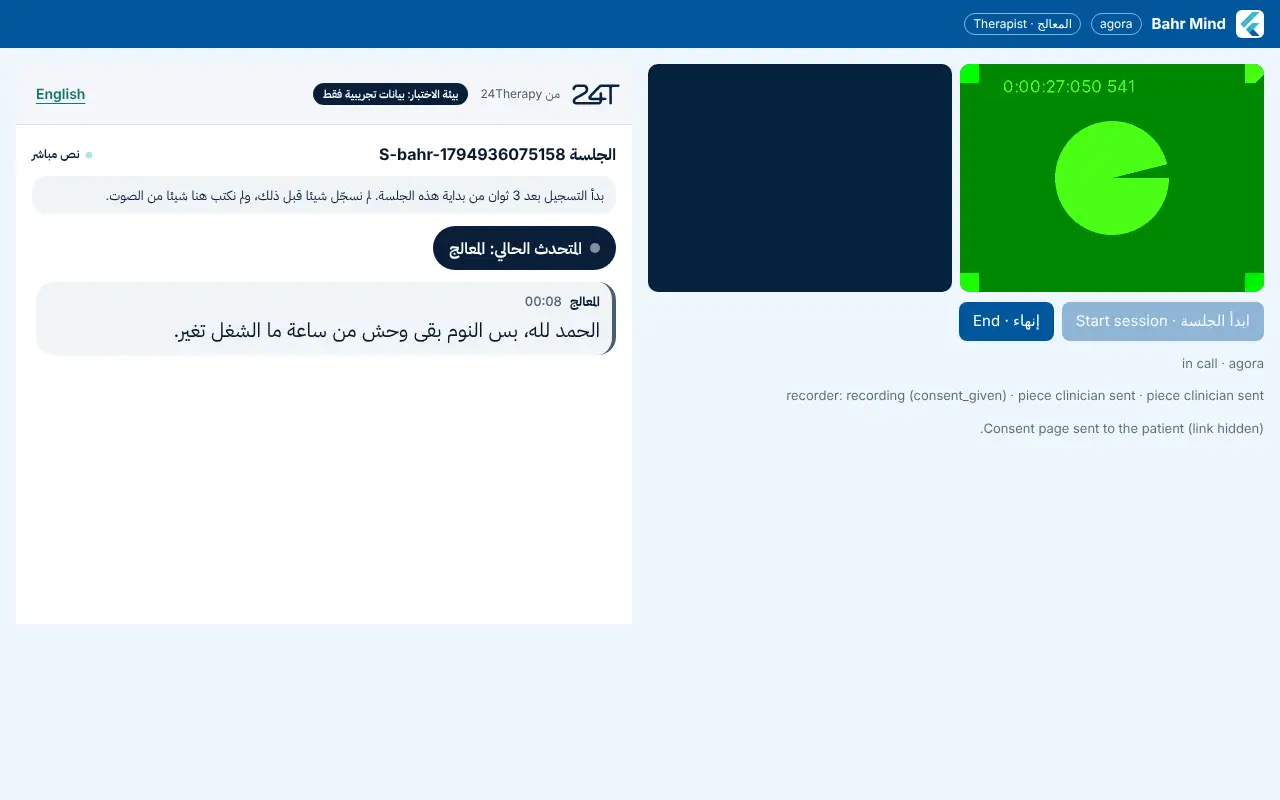 Bahr Mind
agora
Therapist · المعالج
0:00:27:050 541
ابدأ الجلسة · Start session
إنهاء · End
in call · agora
recorder: recording (consent_given) · piece clinician sent · piece clinician sent
.Consent page sent to the patient (link hidden)
24T
من 24Therapy
بيئة الاختبار: بيانات تجريبية فقط
English
الجلسة S-bahr-1794936075158
نص مباشر
بدأ التسجيل بعد 3 ثوان من بداية هذه الجلسة. لم نسجّل شيئا قبل ذلك، ولم نكتب هنا شيئا من الصوت.
المتحدث الحالي: المعالج
المعالج 00:08
الحمد لله، بس النوم بقى وحش من ساعة ما الشغل تغير.